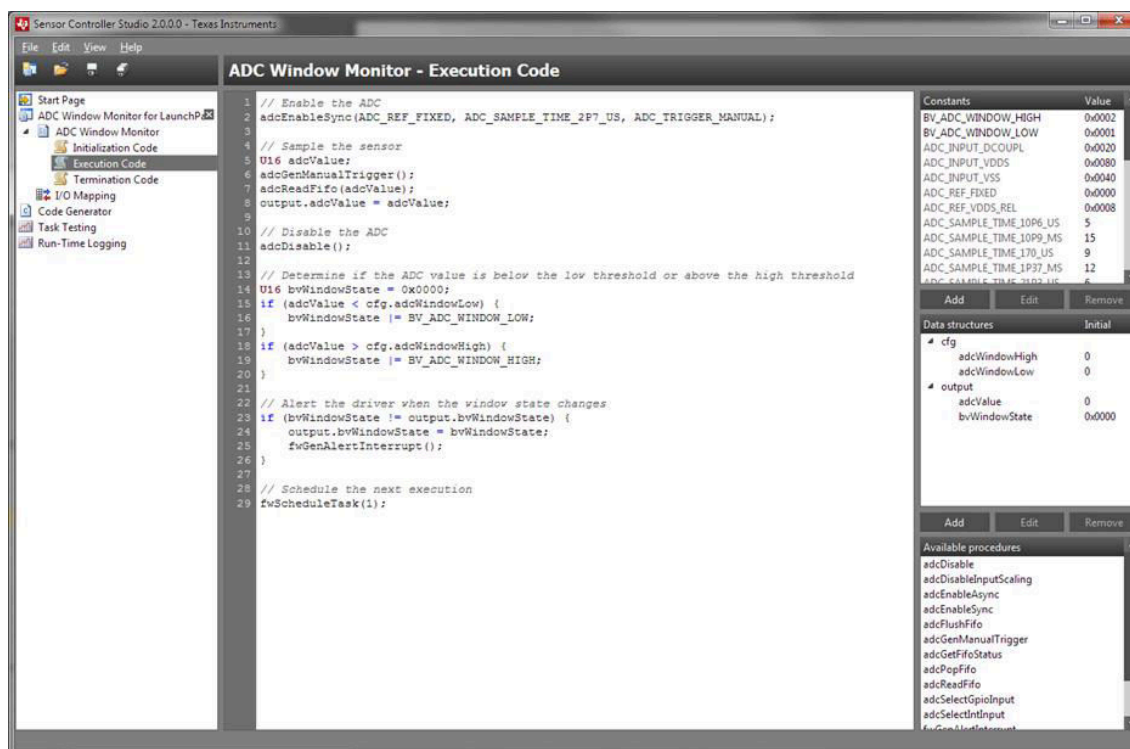 Sensor Controller Studio 2.0.0.0 - Texas Instruments
File Edit View Help
ADC Window Monitor - Execution Code
Start Page
ADC Window Monitor for LaunchPa
ADC Window Monitor
Initialization Code
Execution Code
Termination Code
I/O Mapping
Code Generator
Task Testing
Run-Time Logging
1 // Enable the ADC
2 adcEnableSync(ADC_REF_FIXED, ADC_SAMPLE_TIME_2P7_US, ADC_TRIGGER_MANUAL);
3
4 // Sample the sensor
5 U16 adcValue;
6 adcGenManualTrigger();
7 adcReadFifo(adcValue);
8 output.adcValue = adcValue;
9
10 // Disable the ADC
11 adcDisable();
12
13 // Determine if the ADC value is below the low threshold or above the high threshold
14 U16 bvWindowState = 0x0000;
15 if (adcValue < cfg.adcWindowLow) {
16 bvWindowState |= BV_ADC_WINDOW_LOW;
17 }
18 if (adcValue > cfg.adcWindowHigh) {
19 bvWindowState |= BV_ADC_WINDOW_HIGH;
20 }
21
22 // Alert the driver when the window state changes
23 if (bvWindowState != output.bvWindowState) {
24 output.bvWindowState = bvWindowState;
25 fwGenAlertInterrupt();
26 }
27
28 // Schedule the next execution
29 fwScheduleTask(1);
Constants Value
BV_ADC_WINDOW_HIGH 0x0002
BV_ADC_WINDOW_LOW 0x0001
ADC_INPUT_DCOUPL 0x0020
ADC_INPUT_VDDS 0x0080
ADC_INPUT_VSS 0x0040
ADC_REF_FIXED 0x0000
ADC_REF_VDDS_REL 0x0008
ADC_SAMPLE_TIME_10P6_US 5
ADC_SAMPLE_TIME_10P9_MS 15
ADC_SAMPLE_TIME_170_US 9
ADC_SAMPLE_TIME_1P37_MS 12
ADC_SAMPLE_TIME_21P3_US 6
Add Edit Remove
Data structures Initial
cfg
adcWindowHigh 0
adcWindowLow 0
output
adcValue 0
bvWindowState 0x0000
Add Edit Remove
Available procedures
adcDisable
adcDisableInputScaling
adcEnableAsync
adcEnableSync
adcFlushFifo
adcGenManualTrigger
adcGetFifoStatus
adcPopFifo
adcReadFifo
adcSelectGpioInput
adcSelectIntInput
fwGenAlertInterrupt